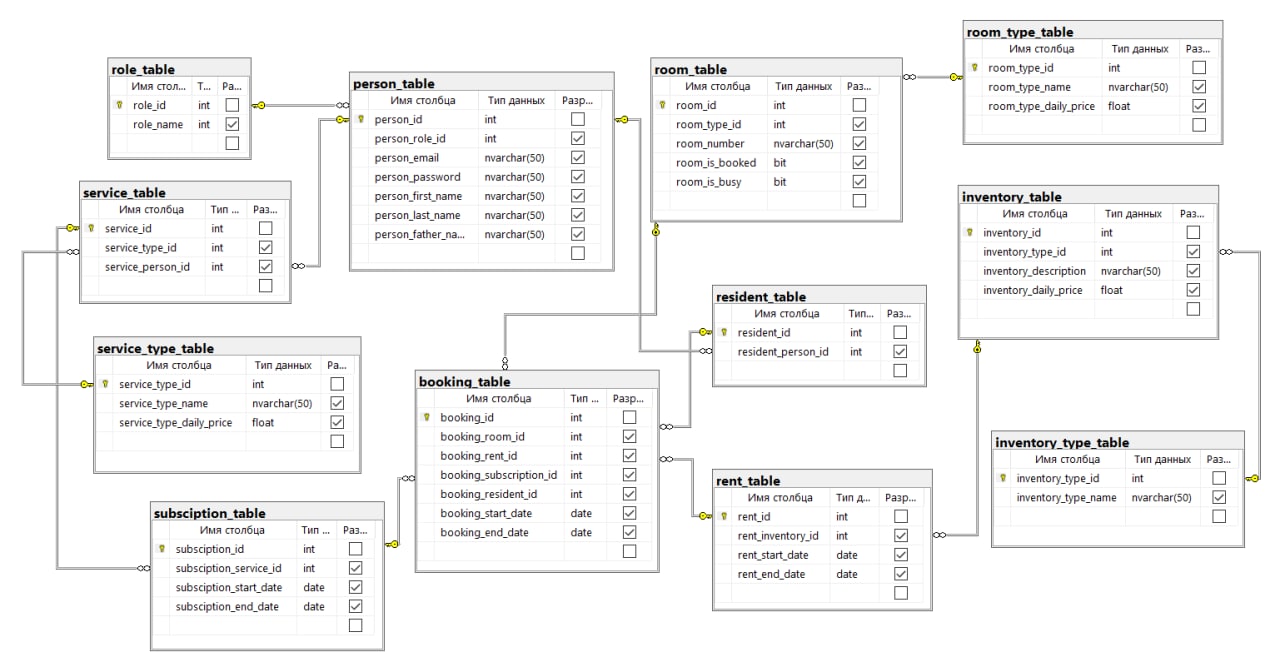 role_table
Имя стол... Т... Ра...
role_id int
role_name int
person_table
Имя столбца Тип данных Разр...
person_id int
person_role_id int
person_email nvarchar(50)
person_password nvarchar(50)
person_first_name nvarchar(50)
person_last_name nvarchar(50)
person_father_na... nvarchar(50)
room_table
Имя столбца Тип данных Разр...
room_id int
room_type_id int
room_number nvarchar(50)
room_is_booked bit
room_is_busy bit
room_type_table
Имя столбца Тип данных Раз...
room_type_id int
room_type_name nvarchar(50)
room_type_daily_price float
service_table
Имя столбца Тип ... Раз...
service_id int
service_type_id int
service_person_id int
inventory_table
Имя столбца Тип данных Раз...
inventory_id int
inventory_type_id int
inventory_description nvarchar(50)
inventory_daily_price float
resident_table
Имя столбца Тип... Раз...
resident_id int
resident_person_id int
service_type_table
Имя столбца Тип данных Ра...
service_type_id int
service_type_name nvarchar(50)
service_type_daily_price float
booking_table
Имя столбца Тип ... Разр...
booking_id int
booking_room_id int
booking_rent_id int
booking_subscription_id int
booking_resident_id int
booking_start_date date
booking_end_date date
inventory_type_table
Имя столбца Тип данных Раз...
inventory_type_id int
inventory_type_name nvarchar(50)
rent_table
Имя столбца Тип д... Разр...
rent_id int
rent_inventory_id int
rent_start_date date
rent_end_date date
subsciption_table
Имя столбца Тип ... Раз...
subsciption_id int
subsciption_service_id int
subsciption_start_date date
subsciption_end_date date